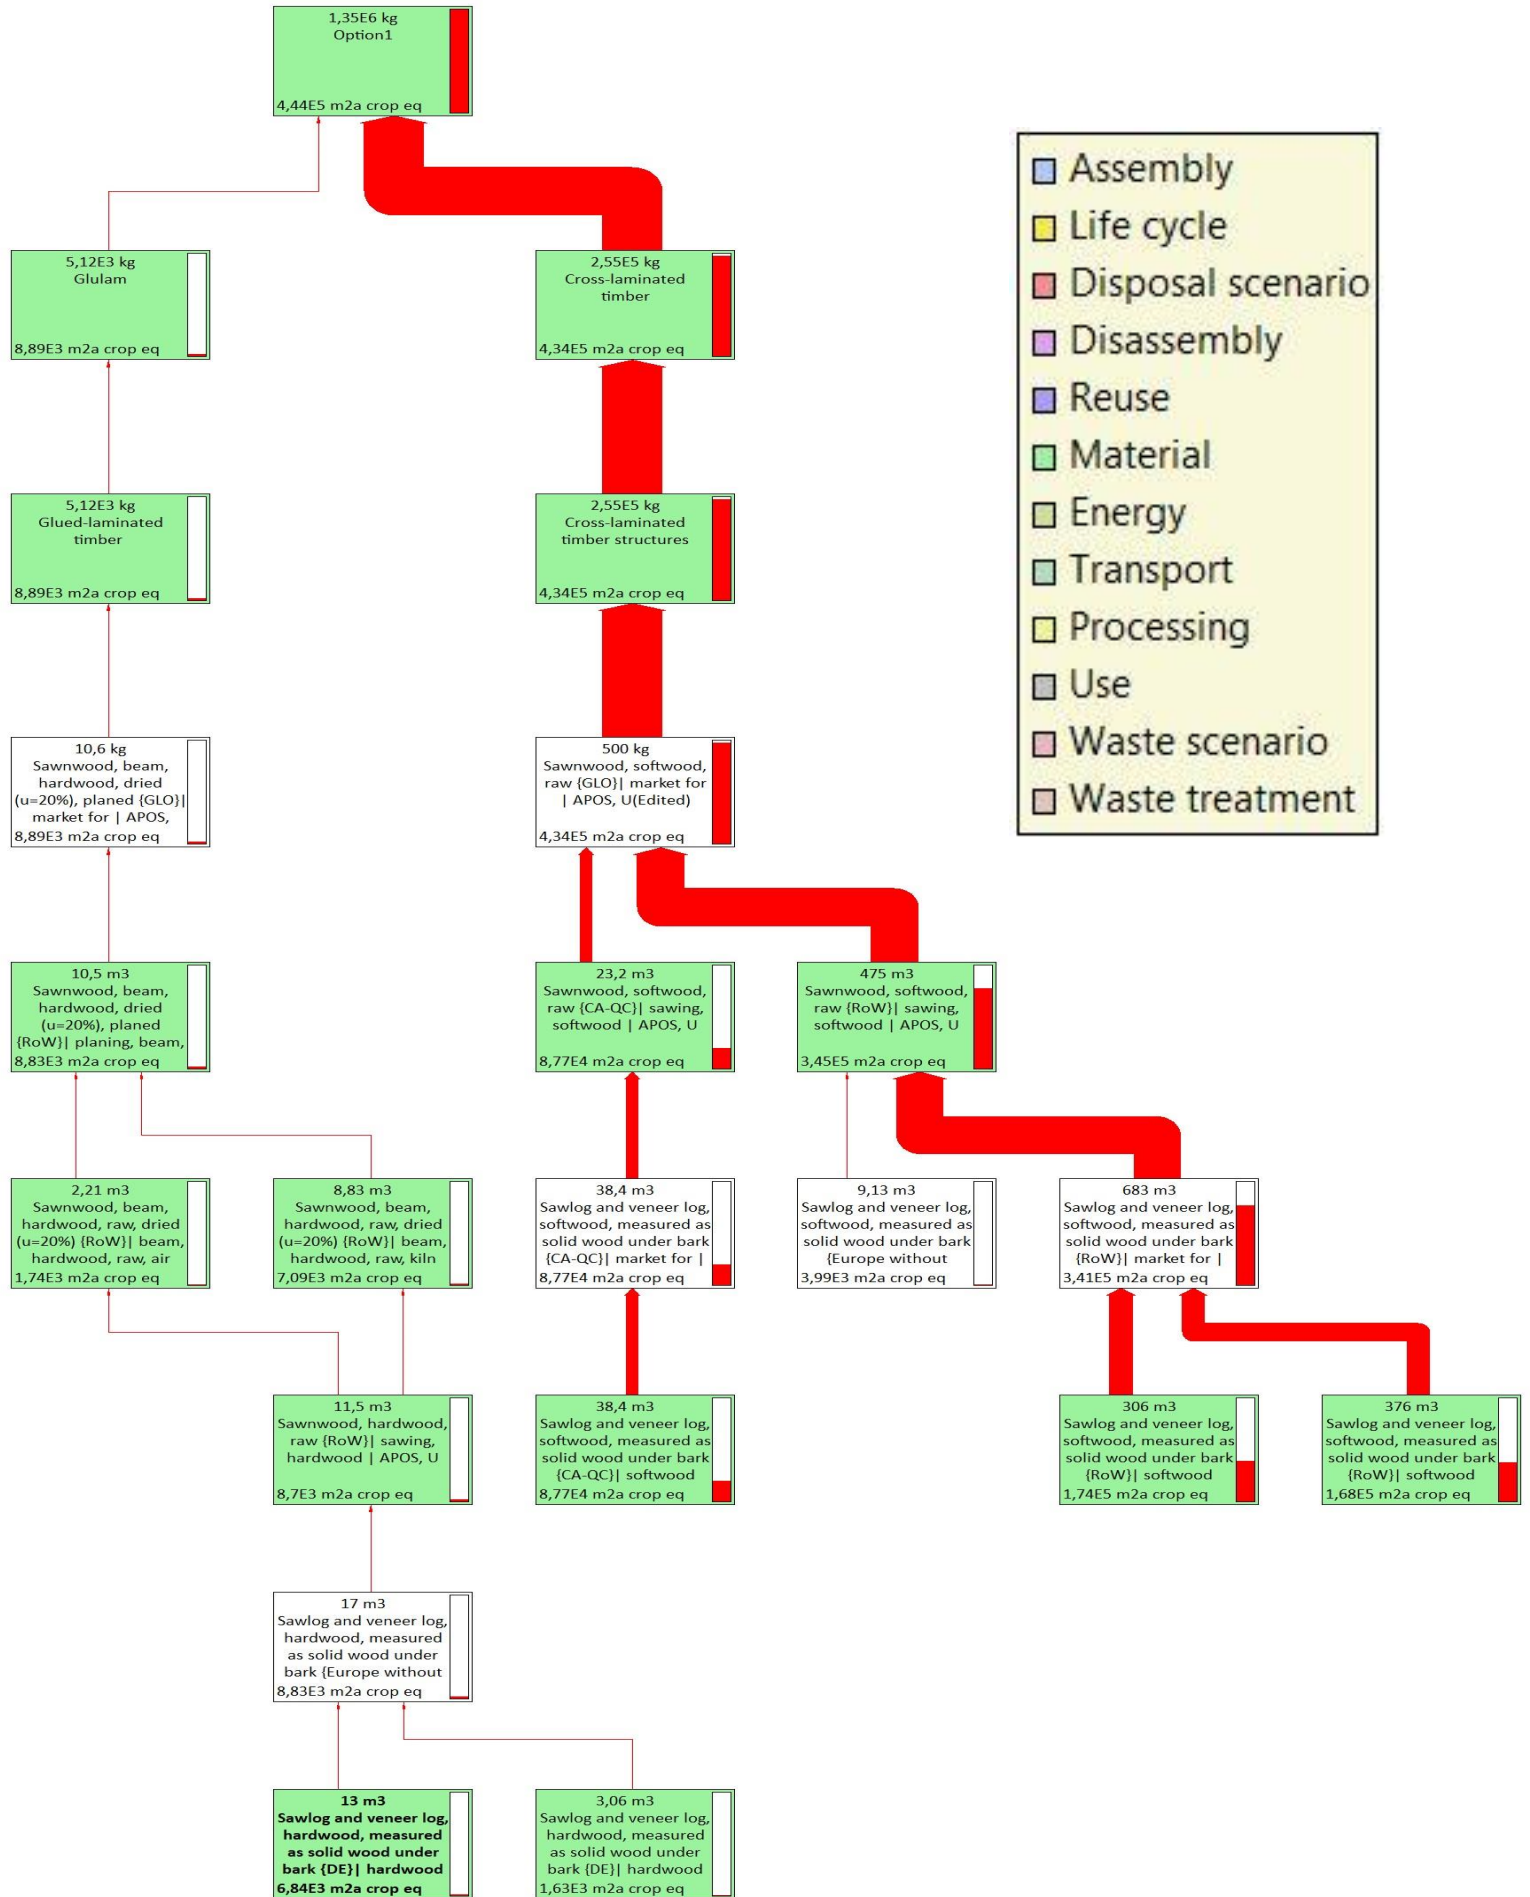 1,35E6 kg
Option1
4,44E5 m2a crop eq
Assembly
Life cycle
Disposal scenario
Disassembly
Reuse
Material
Energy
Transport
Processing
Use
Waste scenario
Waste treatment
5,12E3 kg
Glulam
8,89E3 m2a crop eq
2,55E5 kg
Cross-laminated
timber
4,34E5 m2a crop eq
5,12E3 kg
Glued-laminated
timber
8,89E3 m2a crop eq
2,55E5 kg
Cross-laminated
timber structures
4,34E5 m2a crop eq
10,6 kg
Sawnwood, beam,
hardwood, dried
(u=20%), planed {GLO}|
market for | APOS,
8,89E3 m2a crop eq
500 kg
Sawnwood, softwood,
raw {GLO}| market for
| APOS, U(Edited)
4,34E5 m2a crop eq
10,5 m3
Sawnwood, beam,
hardwood, dried
(u=20%), planed
{RoW}| planing, beam,
8,83E3 m2a crop eq
23,2 m3
Sawnwood, softwood,
raw {CA-QC}| sawing,
softwood | APOS, U
8,77E4 m2a crop eq
475 m3
Sawnwood, softwood,
raw {RoW}| sawing,
softwood | APOS, U
3,45E5 m2a crop eq
2,21 m3
Sawnwood, beam,
hardwood, raw, dried
(u=20%) {RoW}| beam,
hardwood, raw, air
1,74E3 m2a crop eq
8,83 m3
Sawnwood, beam,
hardwood, raw, dried
(u=20%) {RoW}| beam,
hardwood, raw, kiln
7,09E3 m2a crop eq
38,4 m3
Sawlog and veneer log,
softwood, measured as
solid wood under bark
{CA-QC}| market for |
8,77E4 m2a crop eq
9,13 m3
Sawlog and veneer log,
softwood, measured as
solid wood under bark
{Europe without
3,99E3 m2a crop eq
683 m3
Sawlog and veneer log,
softwood, measured as
solid wood under bark
{RoW}| market for |
3,41E5 m2a crop eq
11,5 m3
Sawnwood, hardwood,
raw {RoW}| sawing,
hardwood | APOS, U
8,7E3 m2a crop eq
38,4 m3
Sawlog and veneer log,
softwood, measured as
solid wood under bark
{CA-QC}| softwood
8,77E4 m2a crop eq
306 m3
Sawlog and veneer log,
softwood, measured as
solid wood under bark
{RoW}| softwood
1,74E5 m2a crop eq
376 m3
Sawlog and veneer log,
softwood, measured as
solid wood under bark
{RoW}| softwood
1,68E5 m2a crop eq
17 m3
Sawlog and veneer log,
hardwood, measured
as solid wood under
bark {Europe without
8,83E3 m2a crop eq
13 m3
Sawlog and veneer log,
hardwood, measured
as solid wood under
bark {DE}| hardwood
6,84E3 m2a crop eq
3,06 m3
Sawlog and veneer log,
hardwood, measured
as solid wood under
bark {DE}| hardwood
1,63E3 m2a crop eq